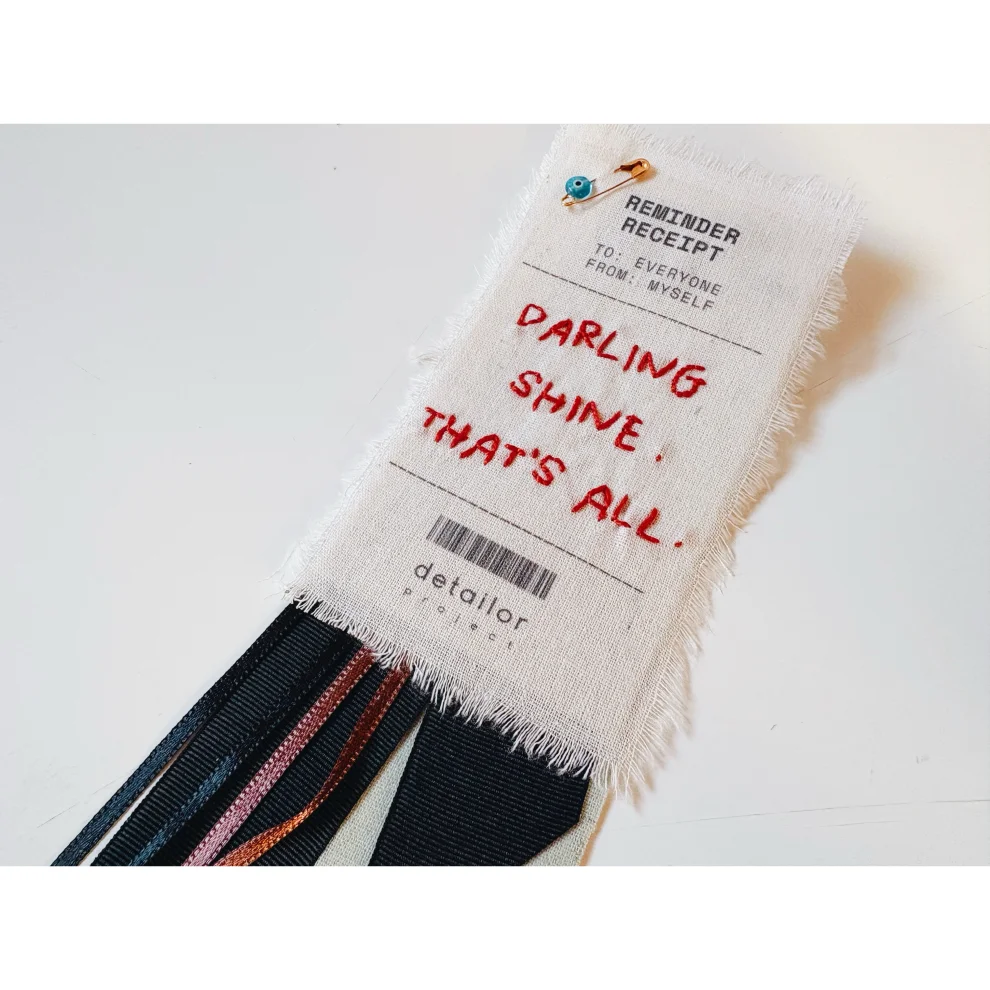 REMINDER
RECEIPT
TO: EVERYONE
FROM: MYSELF
DARLING
SHINE.
THAT'S ALL.
detailor
project